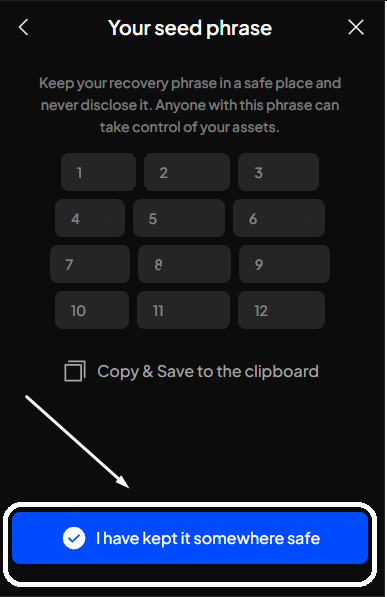 Your seed phrase
Keep your recovery phrase in a safe place and
never disclose it. Anyone with this phrase can
take control of your assets.
1 2 3
4 5 6
7 8 9
10 11 12
Copy & Save to the clipboard
I have kept it somewhere safe